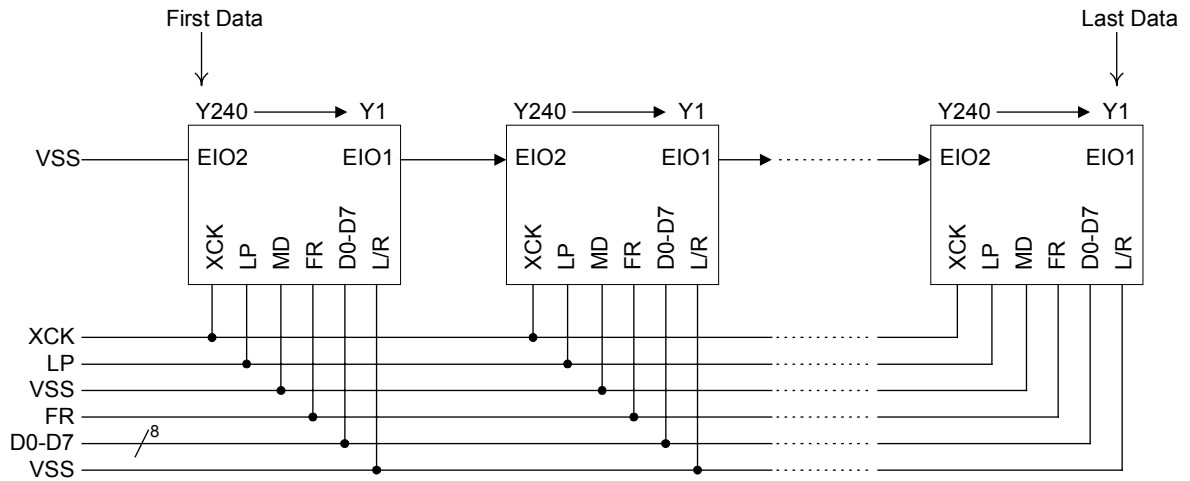 First Data Last Data
Y240 Y1 Y240 Y1 Y240 Y1
VSS EIO2 EIO1 EIO2 EIO1 EIO2 EIO1
XCK LP MD FR D0-D7 L/R XCK LP MD FR D0-D7 L/R XCK LP MD FR D0-D7 L/R
XCK
LP
VSS
FR
8
D0-D7
VSS